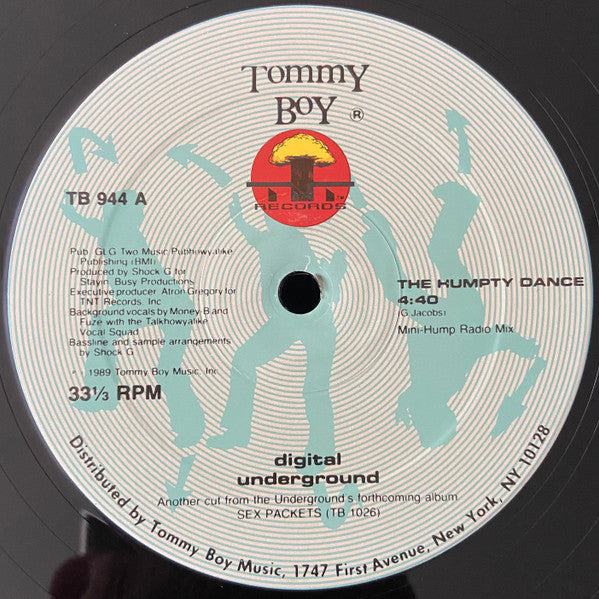 Tommy
Boy ®
T.N.T.
RECORDS
TB 944 A
Pub. GLG Two Music/Pubhowyalike
Publishing (BMI)
Produced by Shock G for
Stayin' Busy Productions
Executive producer Atron Gregory for
TNT Records, Inc
Background vocals by Money-B and
Fuze with the Talkhowyalike
Vocal Squad
Bassline and sample arrangements
by Shock G
℗ 1989 Tommy Boy Music, Inc.
33⅓ RPM
THE HUMPTY DANCE
4:40
(G. Jacobs)
Mini-Hump Radio Mix
digital
underground
Another cut from the Underground's forthcoming album
SEX PACKETS (TB 1026)
Distributed by Tommy Boy Music, 1747 First Avenue, New York, NY 10128